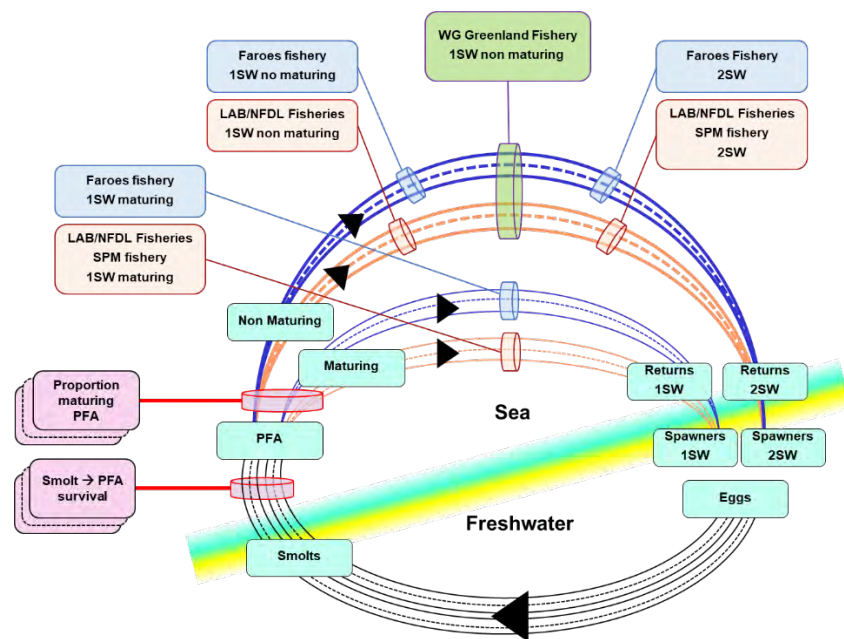 WG Greenland Fishery
1SW non maturing
Faroes fishery
1SW no maturing
Faroes Fishery
2SW
LAB/NFDL Fisheries
1SW non maturing
LAB/NFDL Fisheries
SPM fishery
2SW
Faroes fishery
1SW maturing
LAB/NFDL Fisheries
SPM fishery
1SW maturing
Non Maturing
Maturing
Returns
1SW
Returns
2SW
Proportion
maturing
PFA
Sea
PFA
Spawners
1SW
Spawners
2SW
Smolt → PFA
survival
Eggs
Freshwater
Smolts